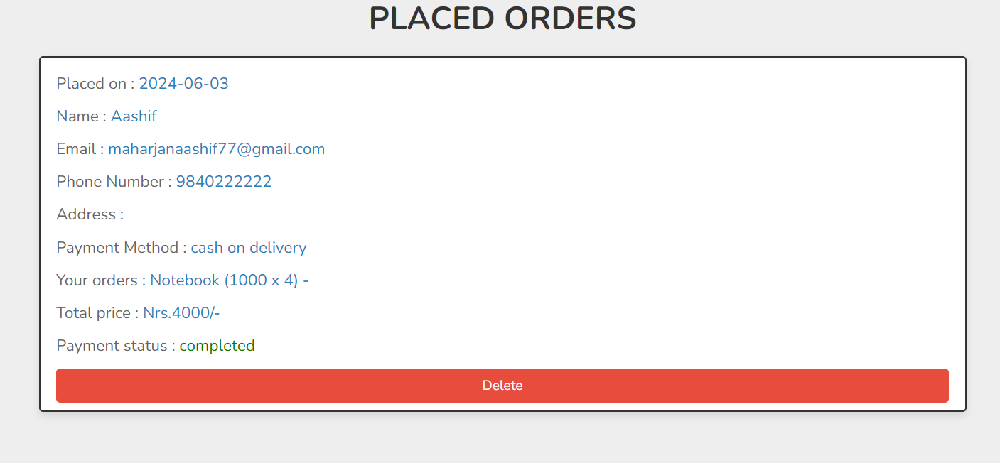 PLACED ORDERS
Placed on : 2024-06-03
Name : Aashif
Email : maharjanaashif77@gmail.com
Phone Number : 9840222222
Address :
Payment Method : cash on delivery
Your orders : Notebook (1000 x 4) -
Total price : Nrs.4000/-
Payment status : completed
Delete